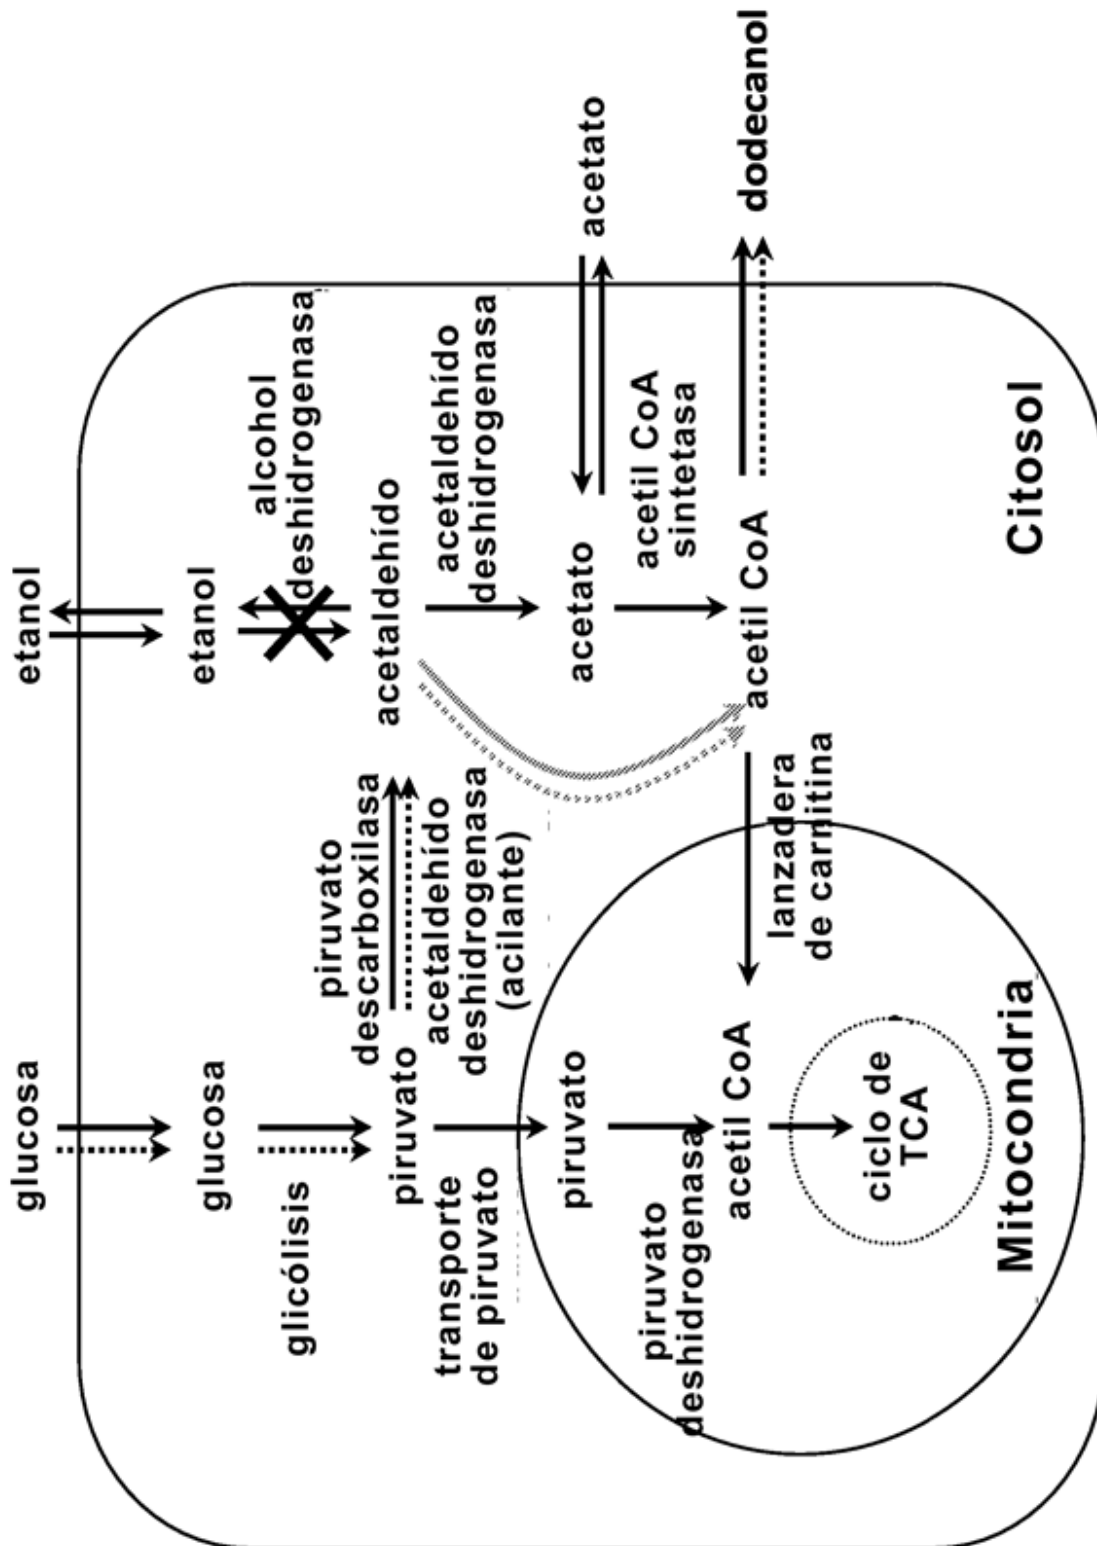 glucosa
etanol
glucosa
etanol
glicólisis
alcohol
deshidrogenasa
piruvato
descarboxilasa
piruvato
acetaldehído
transporte
de piruvato
acetaldehído
deshidrogenasa
(acilante)
acetaldehído
deshidrogenasa
piruvato
acetato
acetato
piruvato
deshidrogenasa
acetil CoA
sintetasa
acetil CoA
acetil CoA
dodecanol
lanzadera
de carnitina
ciclo de
TCA
Mitocondria
Citosol